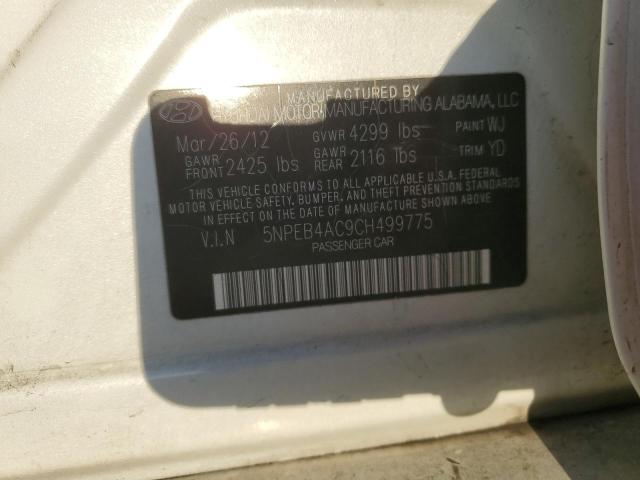 MANUFACTURED BY
HYUNDAI MOTOR MANUFACTURING ALABAMA, LLC
Mar/26/12 GVWR 4299 lbs PAINT WJ
GAWR FRONT 2425 lbs GAWR REAR 2116 lbs TRIM YD
THIS VEHICLE CONFORMS TO ALL APPLICABLE U.S.A. FEDERAL
MOTOR VEHICLE SAFETY, BUMPER, AND THEFT PREVENTION
STANDARDS IN EFFECT ON THE DATE OF MANUFACTURE SHOWN ABOVE.
V.I.N 5NPEB4AC9CH499775
PASSENGER CAR